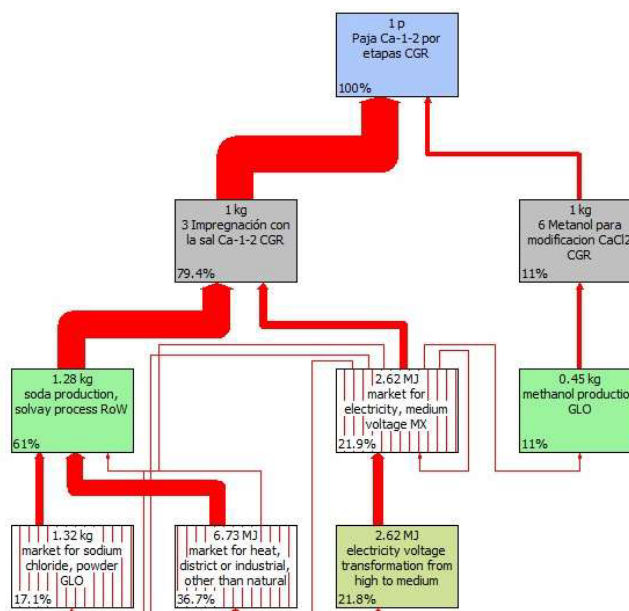 1 p
Paja Ca-1-2 por
etapas CGR
100%
1 kg
3 Impregnación con
la sal Ca-1-2 CGR
79.4%
1 kg
6 Metanol para
modificacion CaCl2
CGR
11%
1.28 kg
soda production,
solvay process RoW
61%
2.62 MJ
market for
electricity, medium
voltage MX
21.9%
0.45 kg
methanol production
GLO
11%
1.32 kg
market for sodium
chloride, powder
GLO
17.1%
6.73 MJ
market for heat,
district or industrial,
other than natural
36.7%
2.62 MJ
electricity voltage
transformation from
high to medium
21.8%